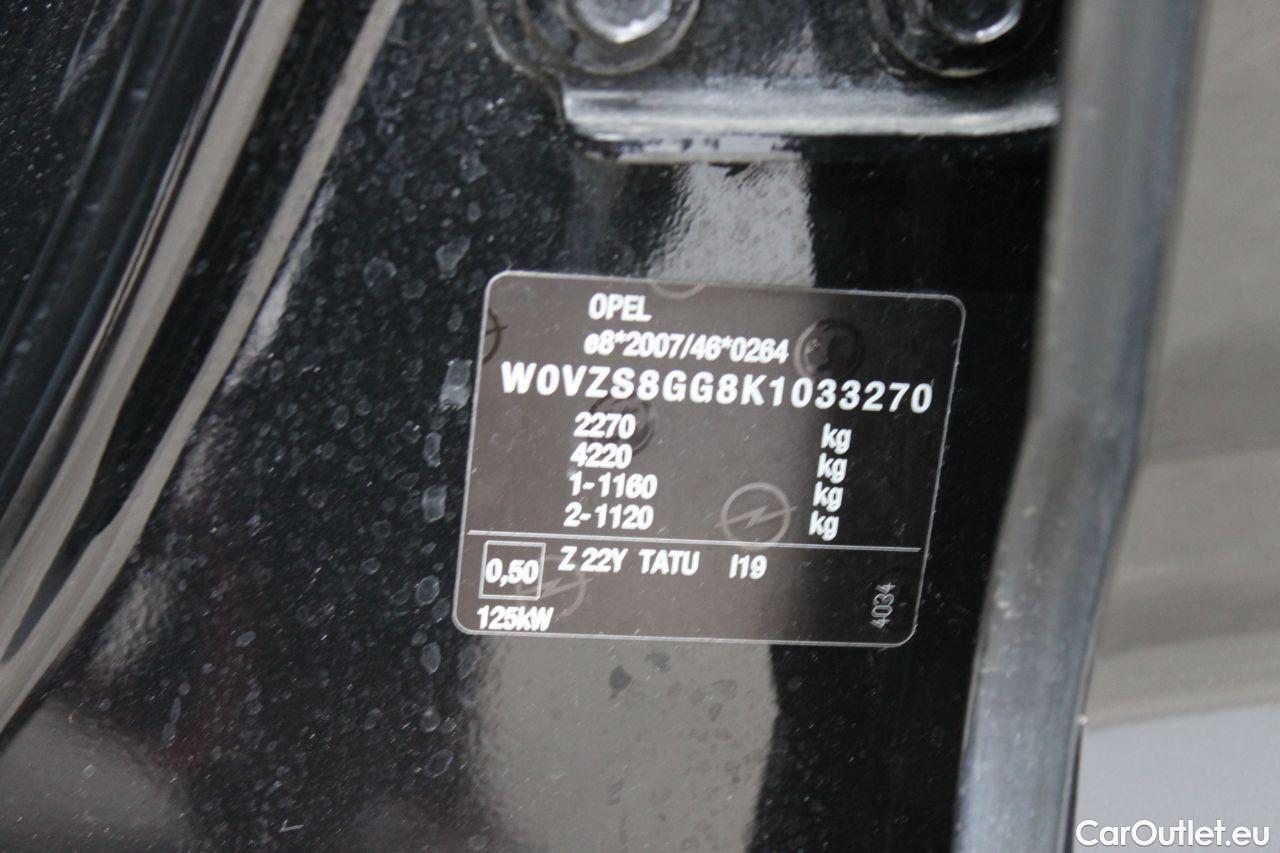 OPEL
e8*2007/46*0264
W0VZS8GG8K1033270
2270 kg
4220 kg
1-1160 kg
2-1120 kg
0,50 Z 22Y TATU I19
125kW
4034
CarOutlet.eu